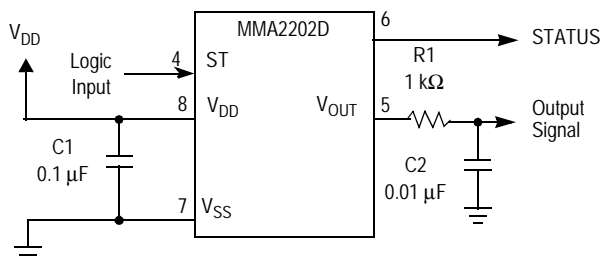 MMA2202D
V_DD
Logic
Input
4
ST
6
STATUS
R1
1 kΩ
8
V_DD
V_OUT
5
Output
Signal
C1
0.1 μF
C2
0.01 μF
7
V_SS